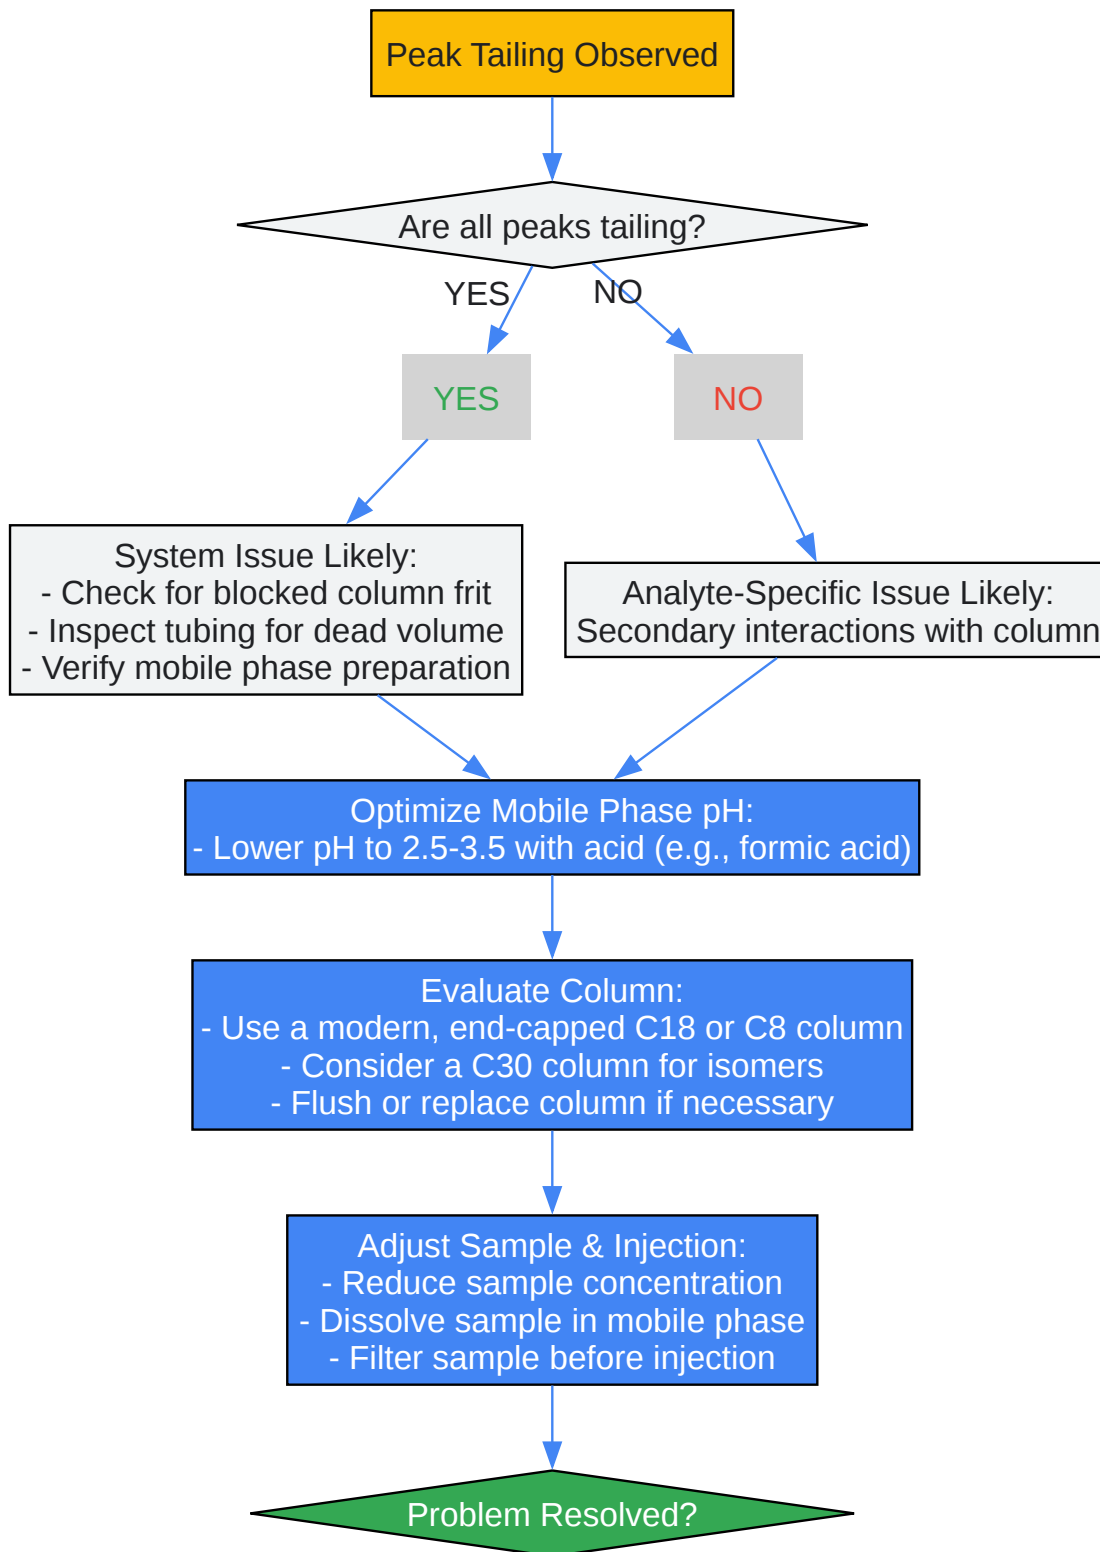 Peak Tailing Observed
Are all peaks tailing?
YES
NO
YES
NO
System Issue Likely:
- Check for blocked column frit
- Inspect tubing for dead volume
- Verify mobile phase preparation
Analyte-Specific Issue Likely:
Secondary interactions with column
Optimize Mobile Phase pH:
- Lower pH to 2.5-3.5 with acid (e.g., formic acid)
Evaluate Column:
- Use a modern, end-capped C18 or C8 column
- Consider a C30 column for isomers
- Flush or replace column if necessary
Adjust Sample & Injection:
- Reduce sample concentration
- Dissolve sample in mobile phase
- Filter sample before injection
Problem Resolved?